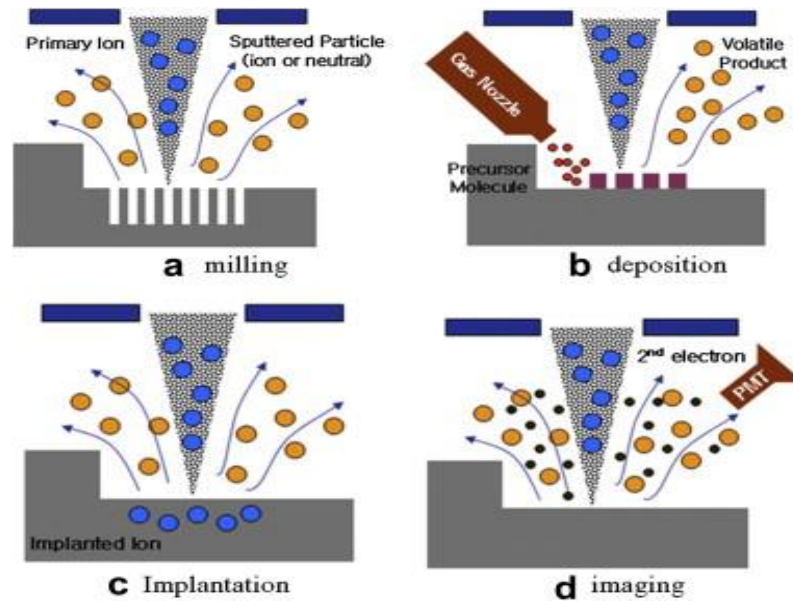 Primary Ion
Sputtered Particle
(ion or neutral)
a milling
Gas Nozzle
Volatile
Product
Precursor
Molecule
b deposition
Implanted Ion
c Implantation
2nd electron
PMT
d imaging